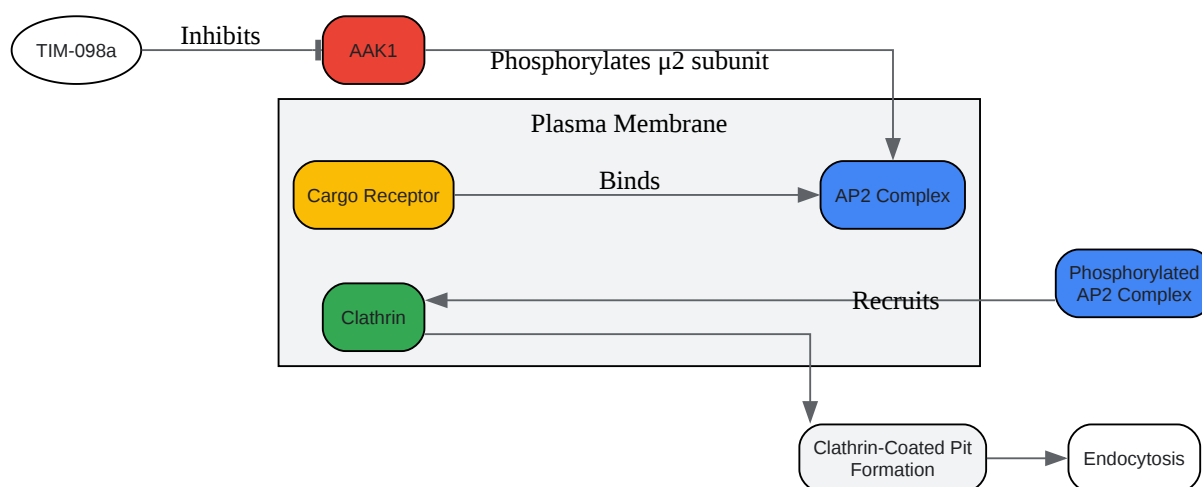 TIM-098a
Inhibits
AAK1
Phosphorylates μ2 subunit
Plasma Membrane
Cargo Receptor
Binds
AP2 Complex
Clathrin
Recruits
Phosphorylated
AP2 Complex
Clathrin-Coated Pit
Formation
Endocytosis